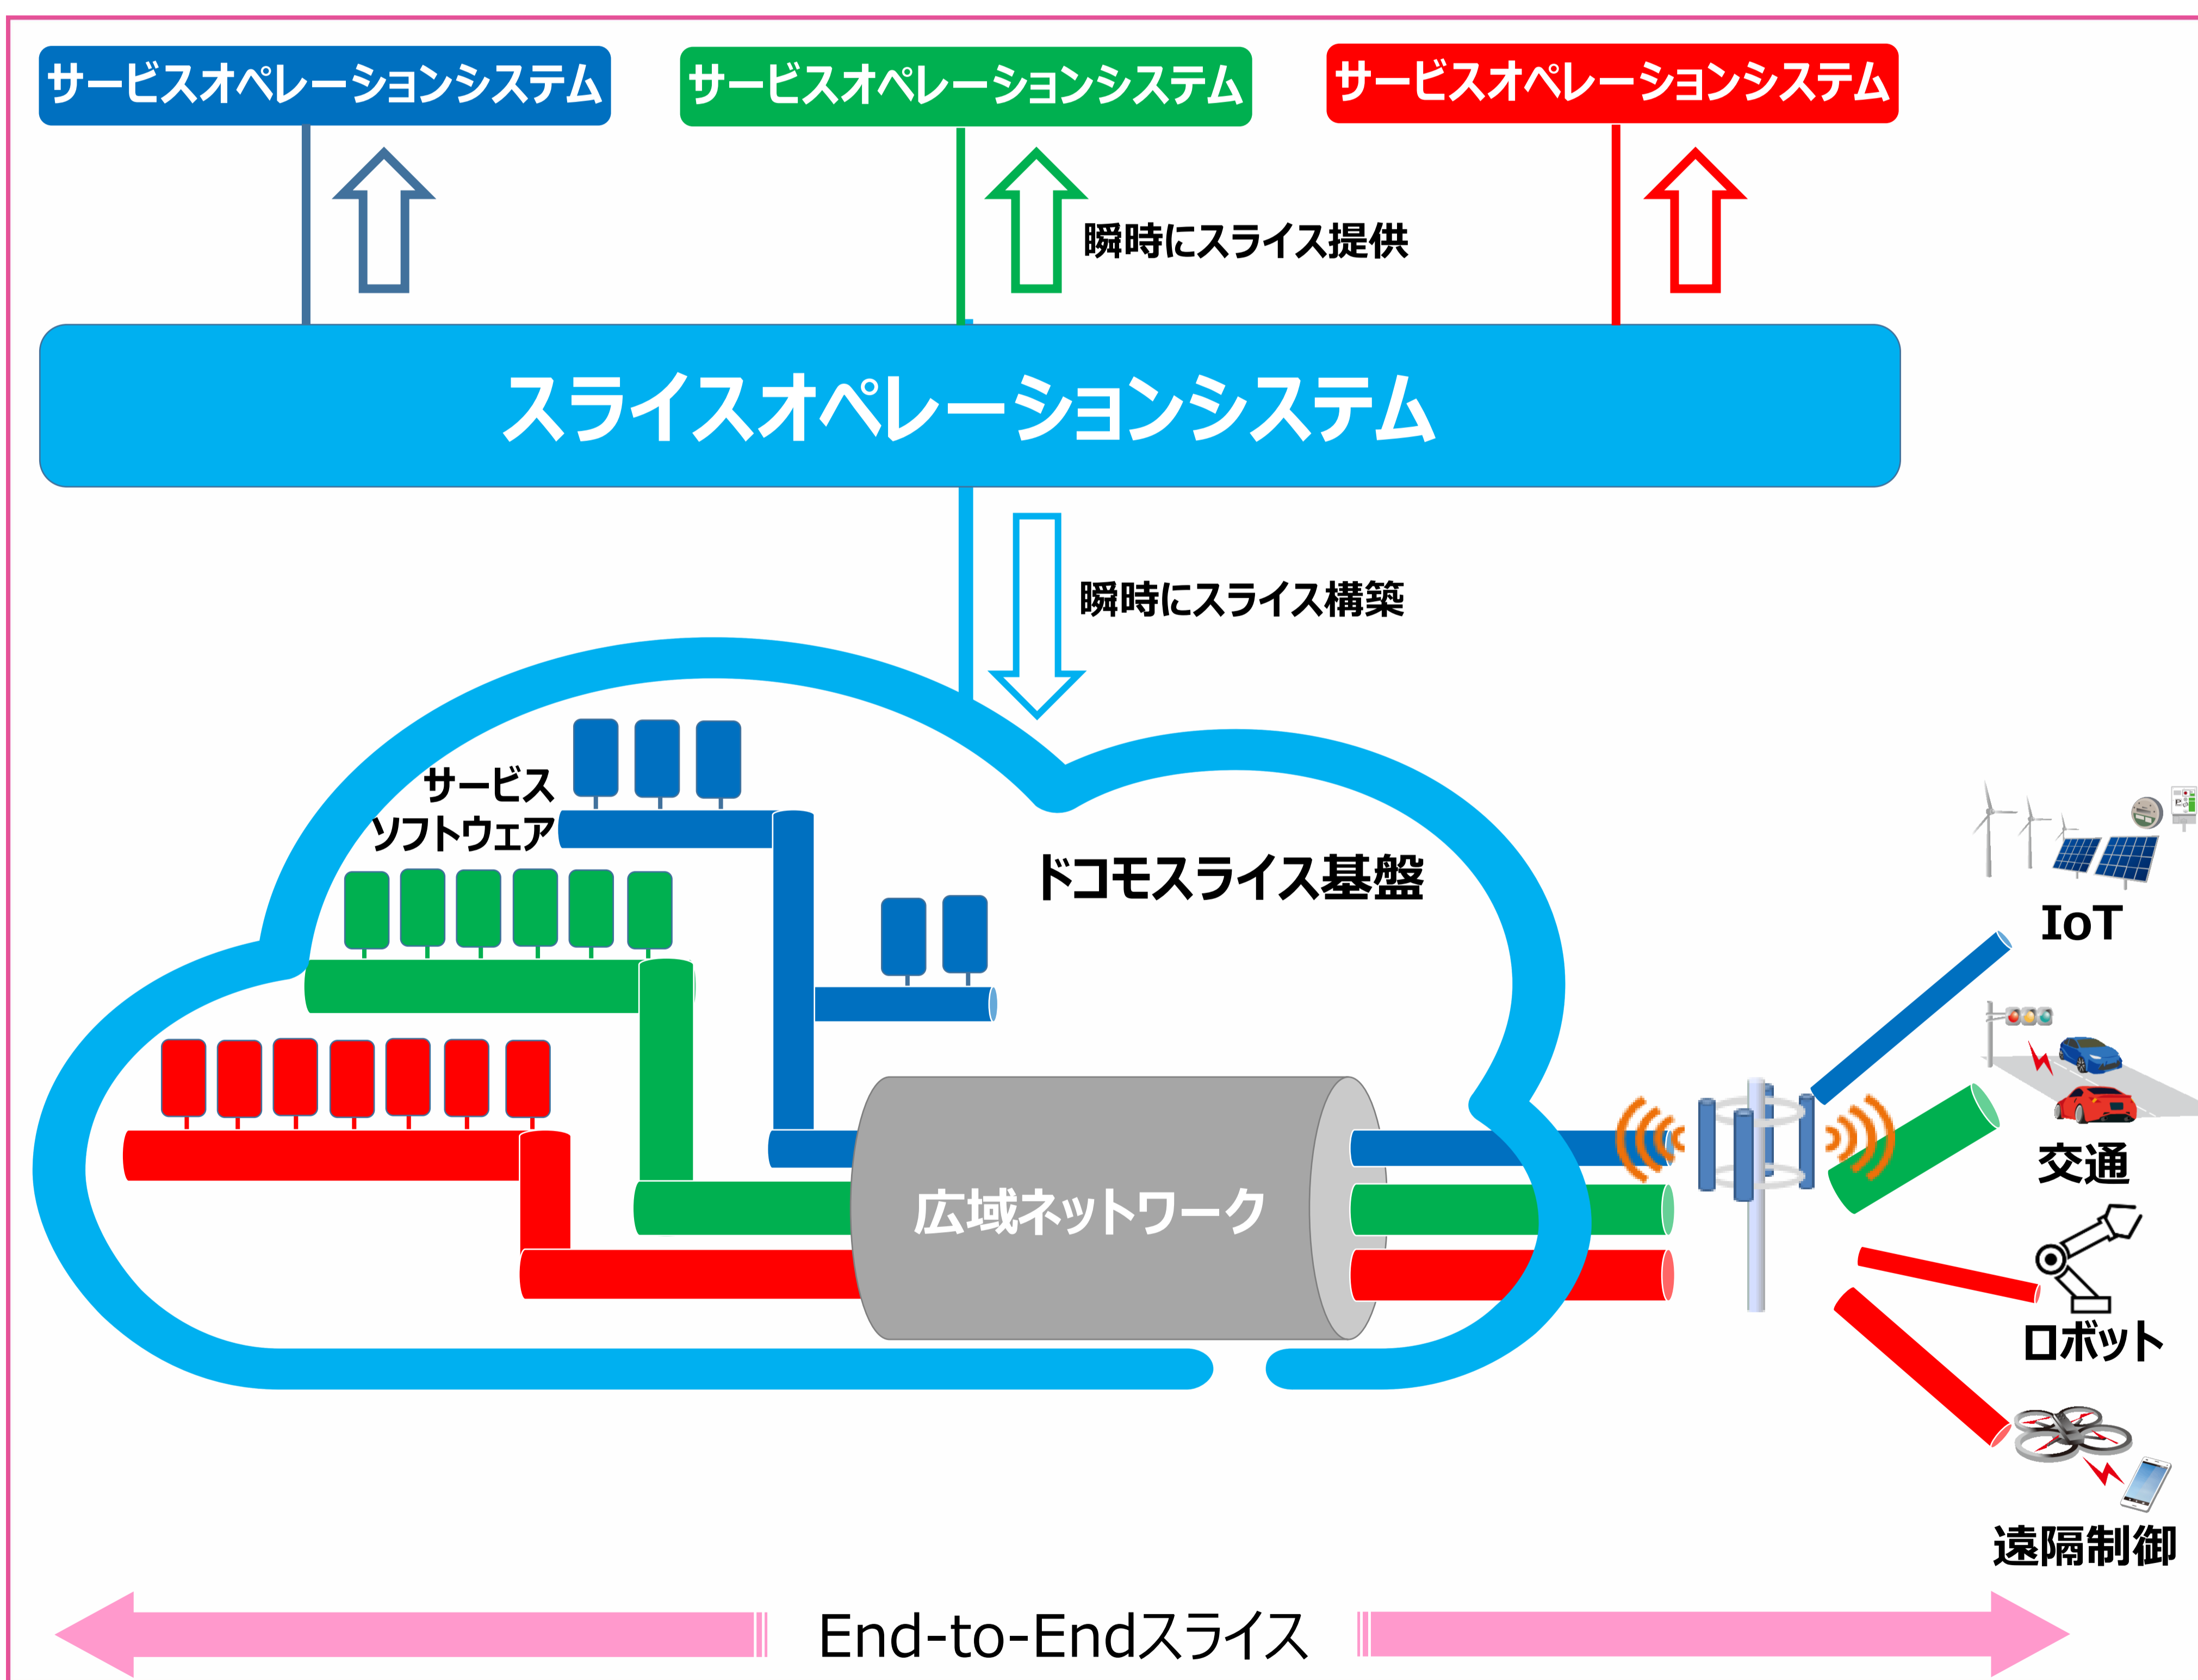 サービスオペレーションシステム
サービスオペレーションシステム
サービスオペレーションシステム
瞬時にスライス提供
スライスオペレーションシステム
瞬時にスライス構築
サービス
ソフトウェア
ドコモスライス基盤
IoT
交通
広域ネットワーク
ロボット
遠隔制御
End-to-Endスライス